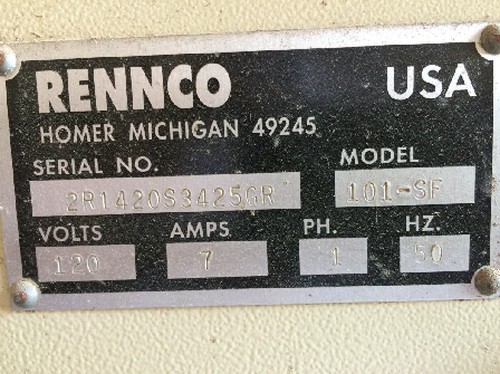 RENNCO USA
HOMER MICHIGAN 49245
SERIAL NO. MODEL
2R1420S3425GR 101-SF
VOLTS AMPS PH. HZ.
120 7 1 50